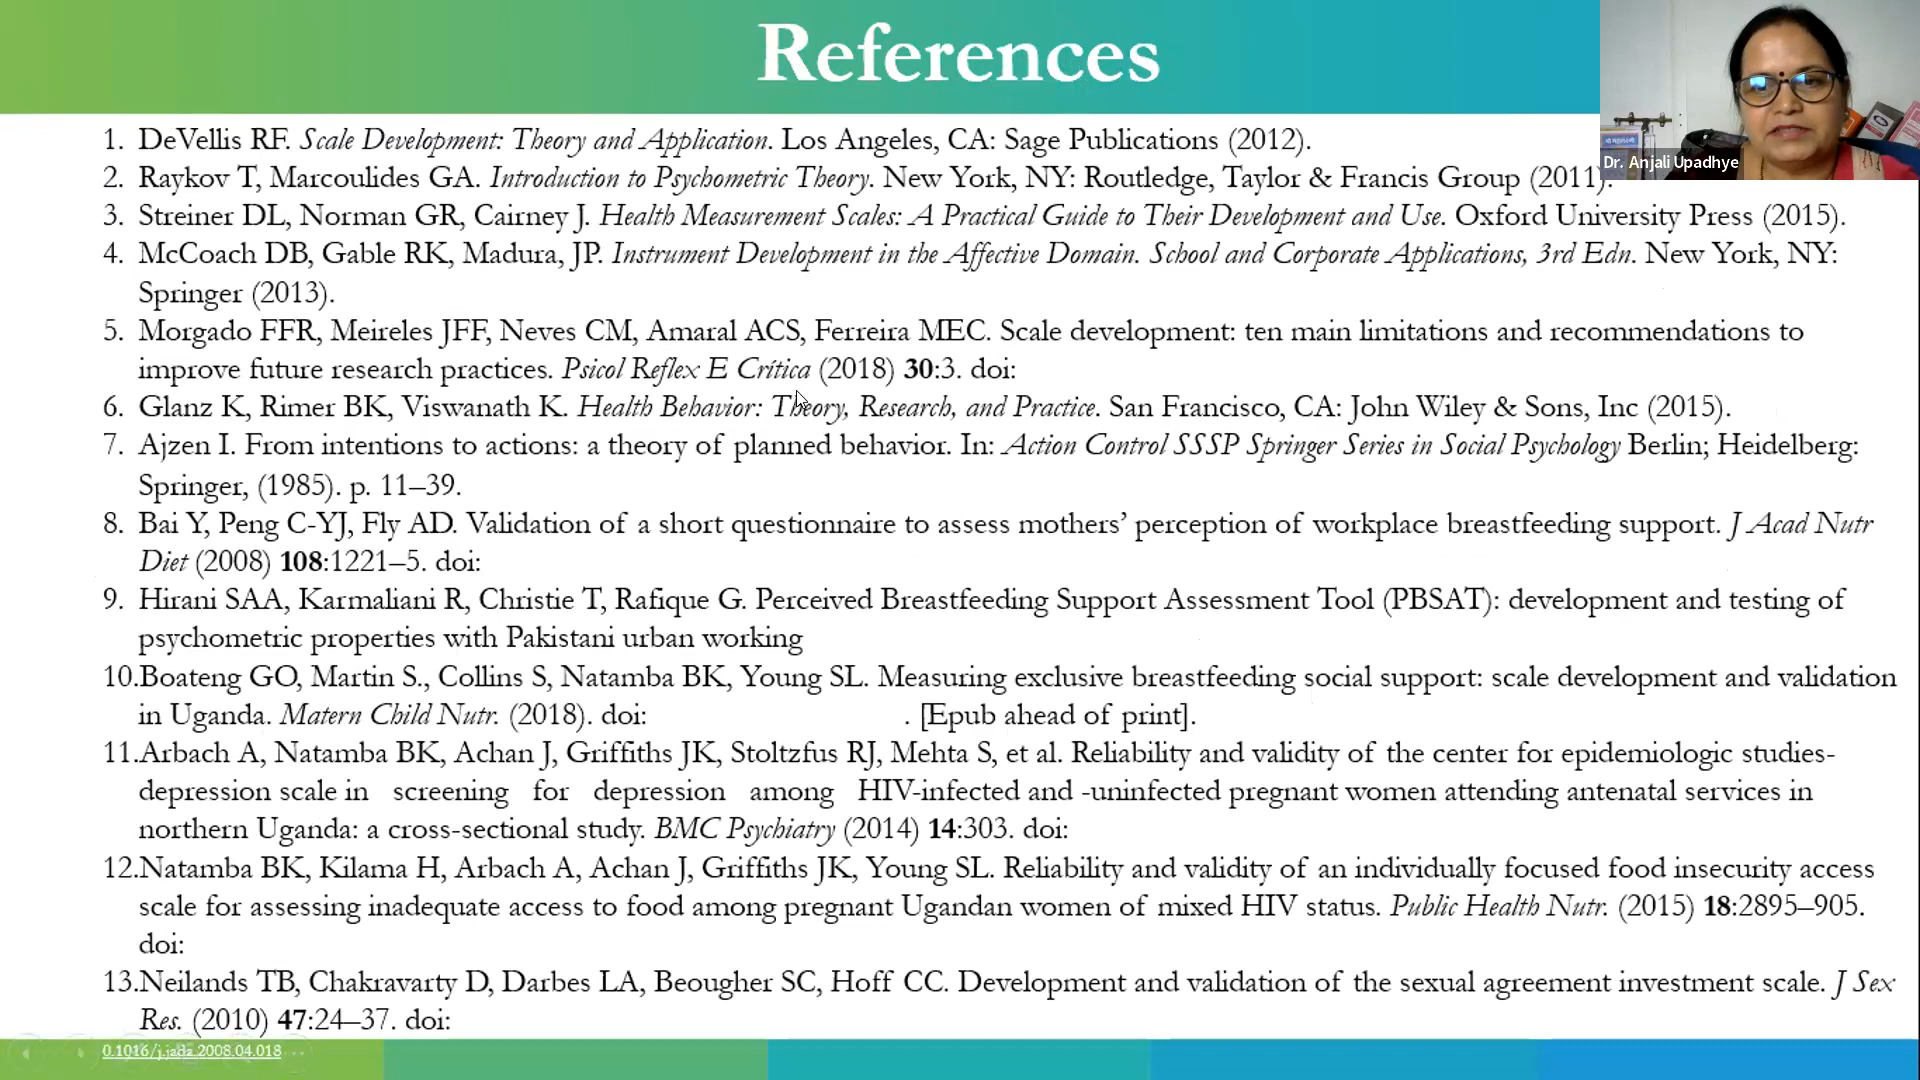 References
Dr. Anjali Upadhye
1. DeVellis RF. Scale Development: Theory and Application. Los Angeles, CA: Sage Publications (2012).
2. Raykov T, Marcoulides GA. Introduction to Psychometric Theory. New York, NY: Routledge, Taylor & Francis Group (2011).
3. Streiner DL, Norman GR, Cairney J. Health Measurement Scales: A Practical Guide to Their Development and Use. Oxford University Press (2015).
4. McCoach DB, Gable RK, Madura, JP. Instrument Development in the Affective Domain. School and Corporate Applications, 3rd Edn. New York, NY:
Springer (2013).
5. Morgado FFR, Meireles JFF, Neves CM, Amaral ACS, Ferreira MEC. Scale development: ten main limitations and recommendations to
improve future research practices. Psicol Reflex E Crítica (2018) 30:3. doi:
6. Glanz K, Rimer BK, Viswanath K. Health Behavior: Theory, Research, and Practice. San Francisco, CA: John Wiley & Sons, Inc (2015).
7. Ajzen I. From intentions to actions: a theory of planned behavior. In: Action Control SSSP Springer Series in Social Psychology Berlin; Heidelberg:
Springer, (1985). p. 11–39.
8. Bai Y, Peng C-YJ, Fly AD. Validation of a short questionnaire to assess mothers’ perception of workplace breastfeeding support. J Acad Nutr
Diet (2008) 108:1221–5. doi:
9. Hirani SAA, Karmaliani R, Christie T, Rafique G. Perceived Breastfeeding Support Assessment Tool (PBSAT): development and testing of
psychometric properties with Pakistani urban working
10.Boateng GO, Martin S., Collins S, Natamba BK, Young SL. Measuring exclusive breastfeeding social support: scale development and validation
in Uganda. Matern Child Nutr. (2018). doi: . [Epub ahead of print].
11.Arbach A, Natamba BK, Achan J, Griffiths JK, Stoltzfus RJ, Mehta S, et al. Reliability and validity of the center for epidemiologic studies-
depression scale in screening for depression among HIV-infected and -uninfected pregnant women attending antenatal services in
northern Uganda: a cross-sectional study. BMC Psychiatry (2014) 14:303. doi:
12.Natamba BK, Kilama H, Arbach A, Achan J, Griffiths JK, Young SL. Reliability and validity of an individually focused food insecurity access
scale for assessing inadequate access to food among pregnant Ugandan women of mixed HIV status. Public Health Nutr. (2015) 18:2895–905.
doi:
13.Neilands TB, Chakravarty D, Darbes LA, Beougher SC, Hoff CC. Development and validation of the sexual agreement investment scale. J Sex
Res. (2010) 47:24–37. doi:
0.1016/j.jada.2008.04.018